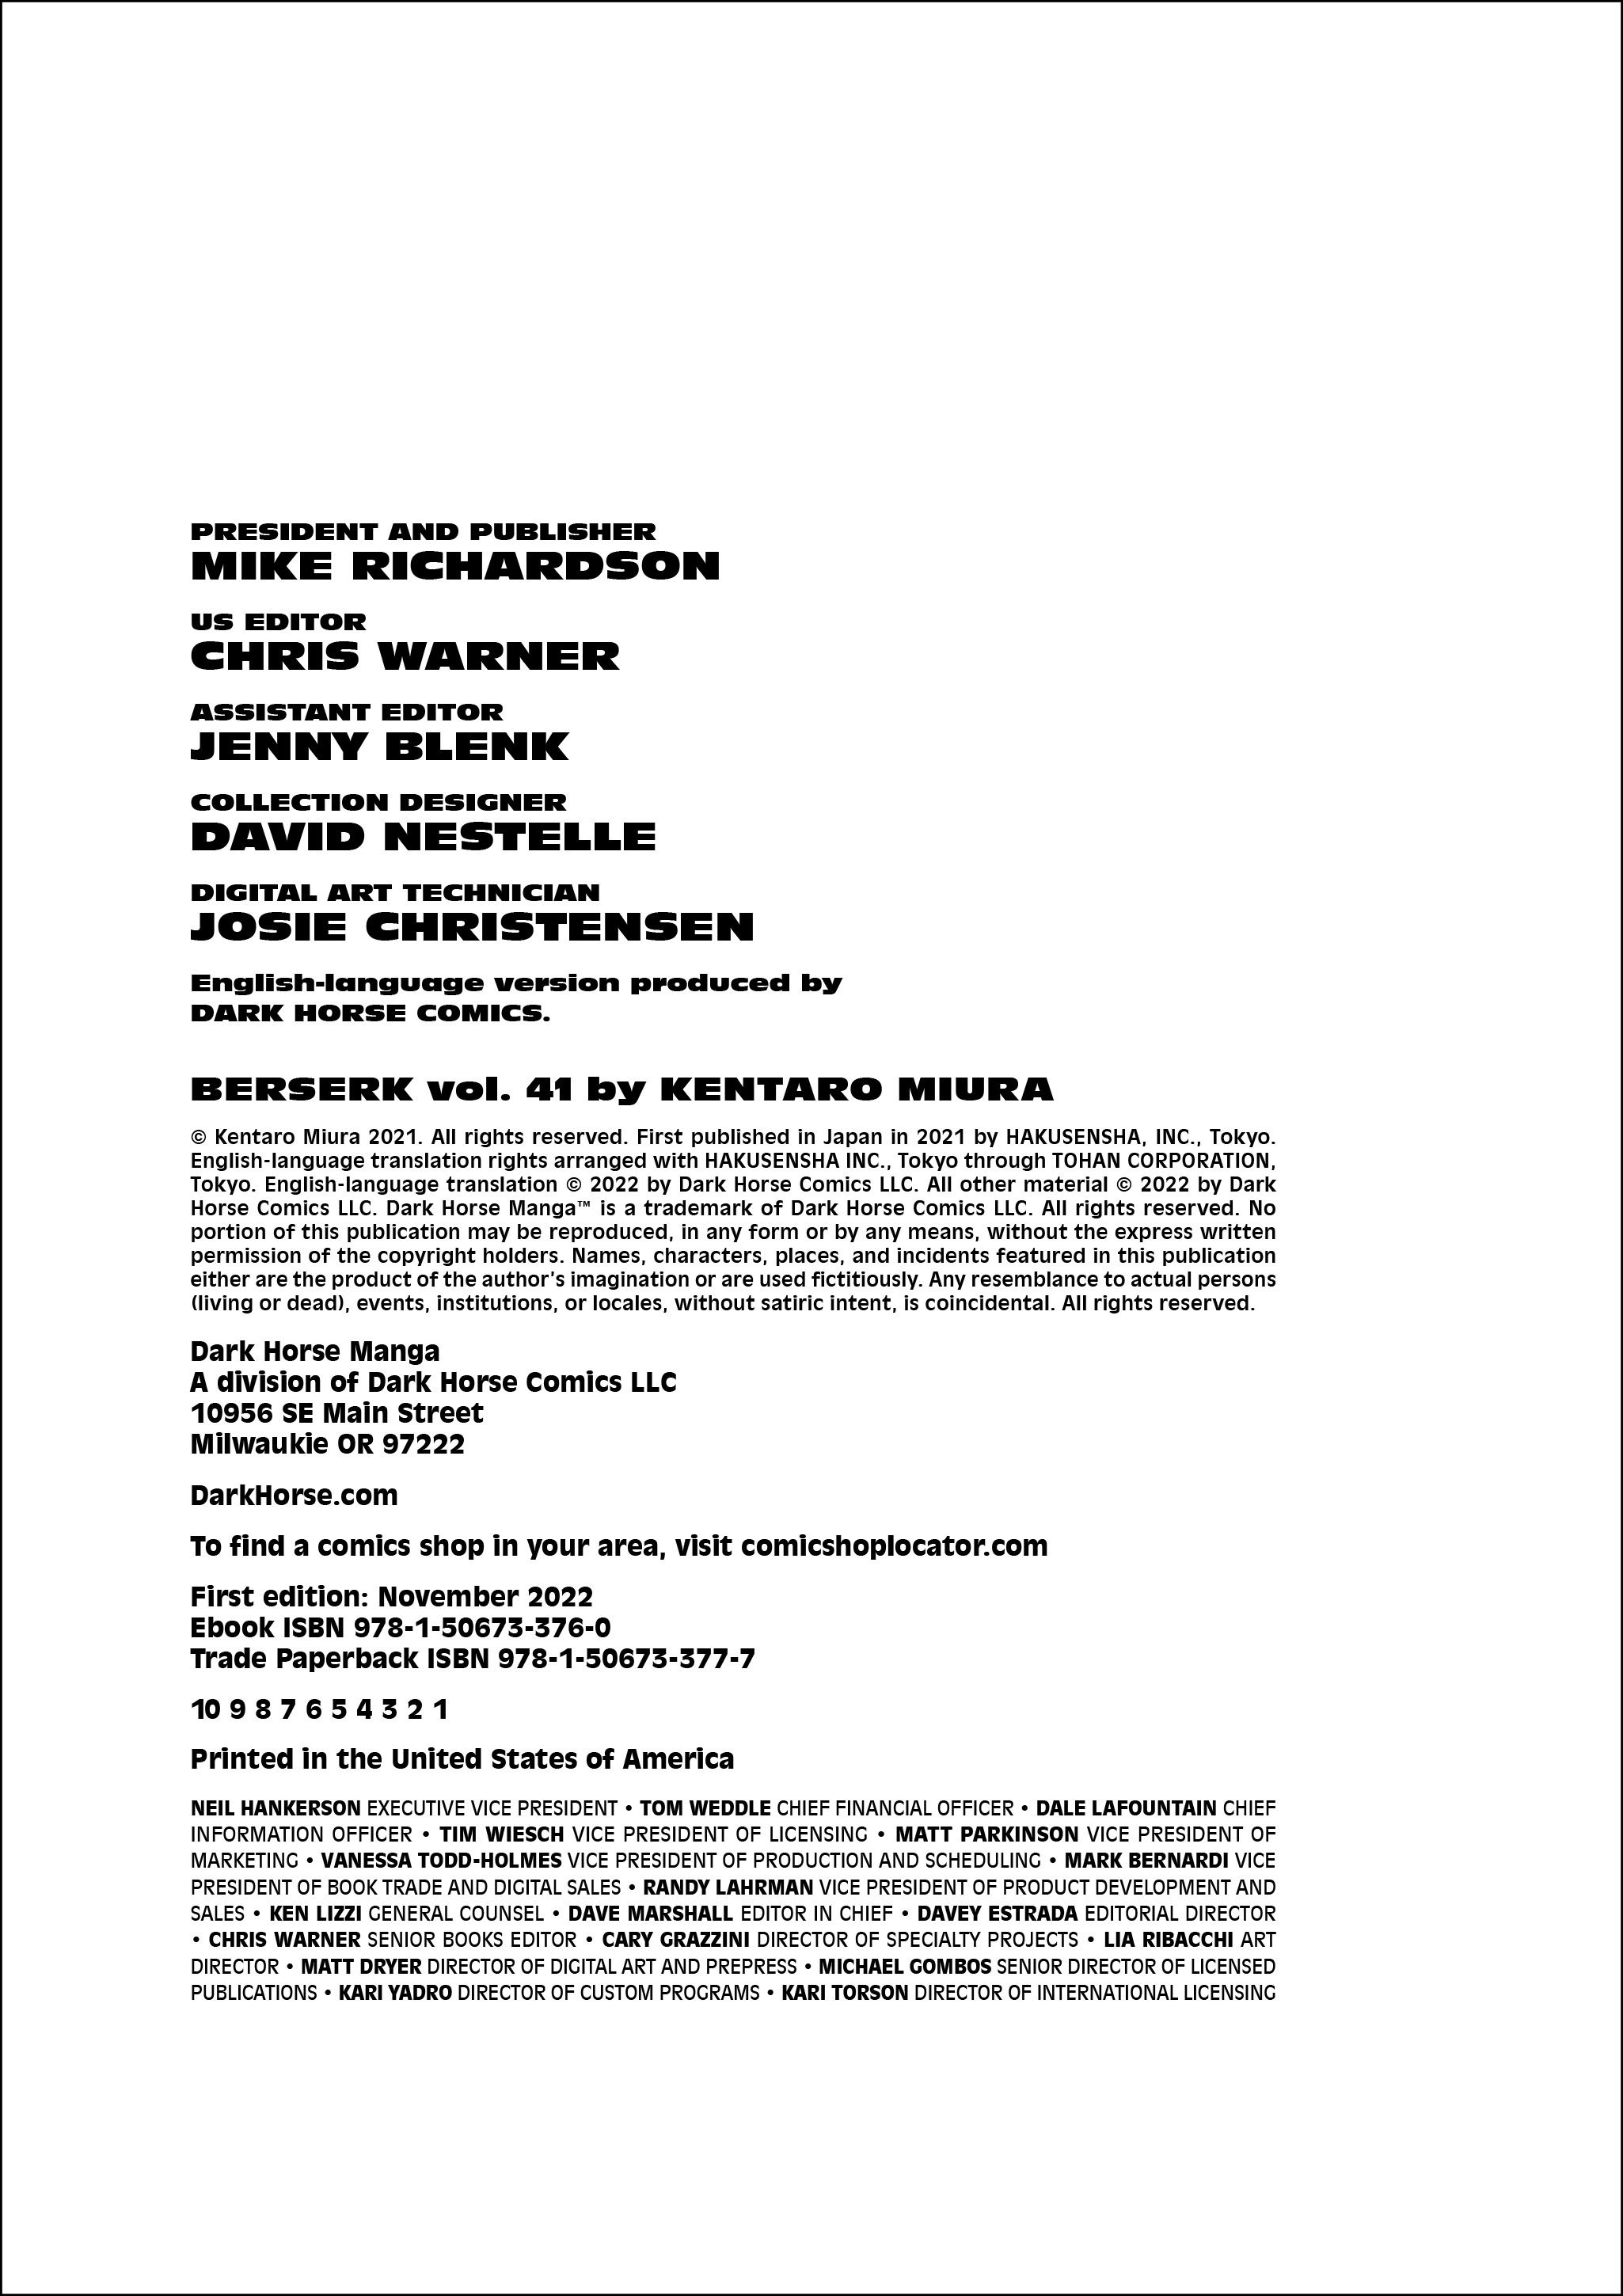 PRESIDENT AND PUBLISHER
MIKE RICHARDSON
US EDITOR
CHRIS WARNER
ASSISTANT EDITOR
JENNY BLENK
COLLECTION DESIGNER
DAVID NESTELLE
DIGITAL ART TECHNICIAN
JOSIE CHRISTENSEN
English-language version produced by
DARK HORSE COMICS.
BERSERK vol. 41 by KENTARO MIURA
© Kentaro Miura 2021. All rights reserved. First published in Japan in 2021 by HAKUSENSHA, INC., Tokyo.
English-language translation rights arranged with HAKUSENSHA INC., Tokyo through TOHAN CORPORATION,
Tokyo. English-language translation © 2022 by Dark Horse Comics LLC. All other material © 2022 by Dark
Horse Comics LLC. Dark Horse Manga™ is a trademark of Dark Horse Comics LLC. All rights reserved. No
portion of this publication may be reproduced, in any form or by any means, without the express written
permission of the copyright holders. Names, characters, places, and incidents featured in this publication
either are the product of the author's imagination or are used fictitiously. Any resemblance to actual persons
(living or dead), events, institutions, or locales, without satiric intent, is coincidental. All rights reserved.
Dark Horse Manga
A division of Dark Horse Comics LLC
10956 SE Main Street
Milwaukie OR 97222
DarkHorse.com
To find a comics shop in your area, visit comicshoplocator.com
First edition: November 2022
Ebook ISBN 978-1-50673-376-0
Trade Paperback ISBN 978-1-50673-377-7
10 9 8 7 6 5 4 3 2 1
Printed in the United States of America
NEIL HANKERSON EXECUTIVE VICE PRESIDENT • TOM WEDDLE CHIEF FINANCIAL OFFICER • DALE LAFOUNTAIN CHIEF
INFORMATION OFFICER • TIM WIESCH VICE PRESIDENT OF LICENSING • MATT PARKINSON VICE PRESIDENT OF
MARKETING • VANESSA TODD-HOLMES VICE PRESIDENT OF PRODUCTION AND SCHEDULING • MARK BERNARDI VICE
PRESIDENT OF BOOK TRADE AND DIGITAL SALES • RANDY LAHRMAN VICE PRESIDENT OF PRODUCT DEVELOPMENT AND
SALES • KEN LIZZI GENERAL COUNSEL • DAVE MARSHALL EDITOR IN CHIEF • DAVEY ESTRADA EDITORIAL DIRECTOR
• CHRIS WARNER SENIOR BOOKS EDITOR • CARY GRAZZINI DIRECTOR OF SPECIALTY PROJECTS • LIA RIBACCHI ART
DIRECTOR • MATT DRYER DIRECTOR OF DIGITAL ART AND PREPRESS • MICHAEL GOMBOS SENIOR DIRECTOR OF LICENSED
PUBLICATIONS • KARI YADRO DIRECTOR OF CUSTOM PROGRAMS • KARI TORSON DIRECTOR OF INTERNATIONAL LICENSING